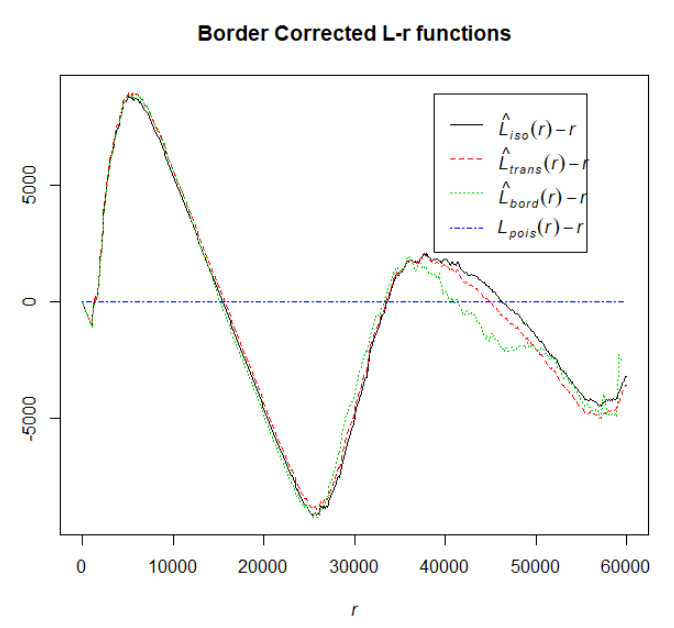 Border Corrected L-r functions
L̂iso(r) − r
L̂trans(r) − r
L̂bord(r) − r
Lpois(r) − r
5000
0
-5000
0 10000 20000 30000 40000 50000 60000
r